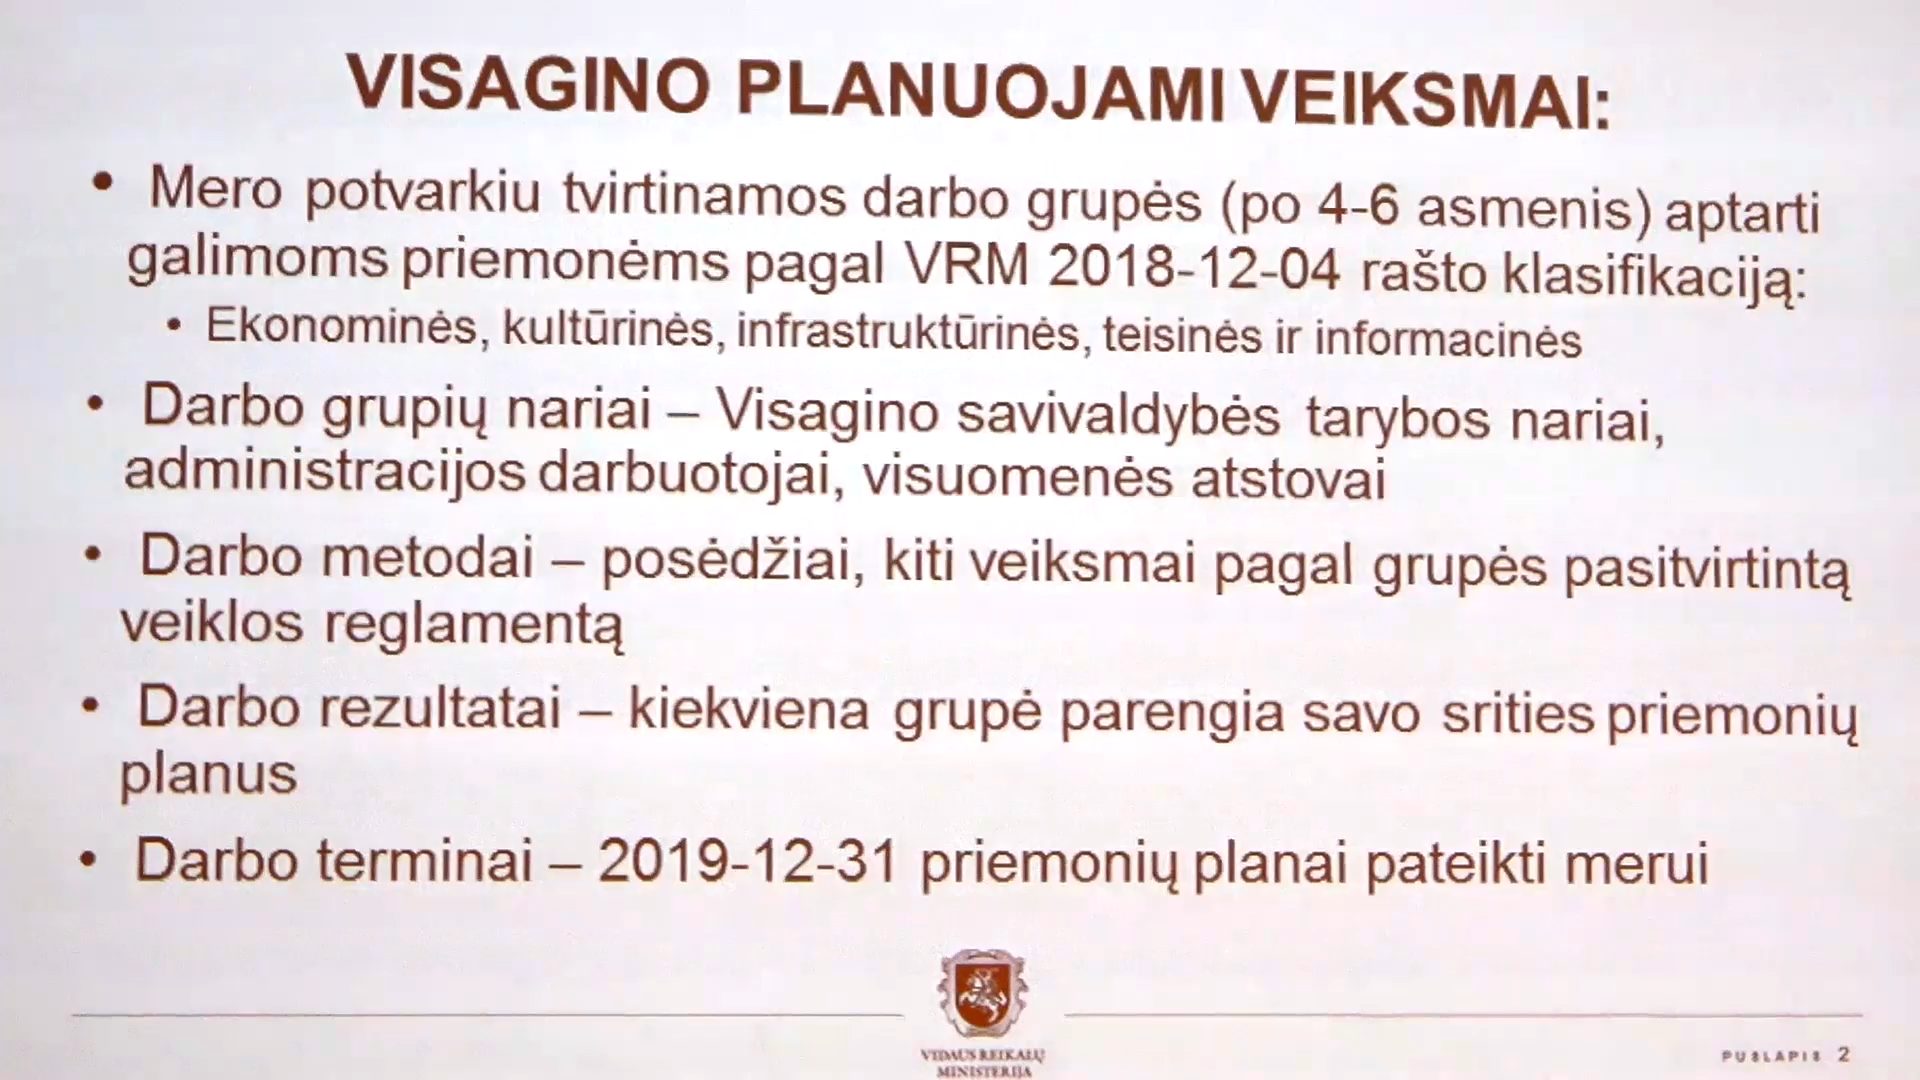 VISAGINO PLANUOJAMI VEIKSMAI:
• Mero potvarkiu tvirtinamos darbo grupės (po 4-6 asmenis) aptarti
galimoms priemonėms pagal VRM 2018-12-04 rašto klasifikaciją:
• Ekonominės, kultūrinės, infrastruktūrinės, teisinės ir informacinės
• Darbo grupių nariai – Visagino savivaldybės tarybos nariai,
administracijos darbuotojai, visuomenės atstovai
• Darbo metodai – posėdžiai, kiti veiksmai pagal grupės pasitvirtintą
veiklos reglamentą
• Darbo rezultatai – kiekviena grupė parengia savo srities priemonių
planus
• Darbo terminai – 2019-12-31 priemonių planai pateikti merui
VIDAUS REIKALŲ
MINISTERIJA
PUSLAPIS 2